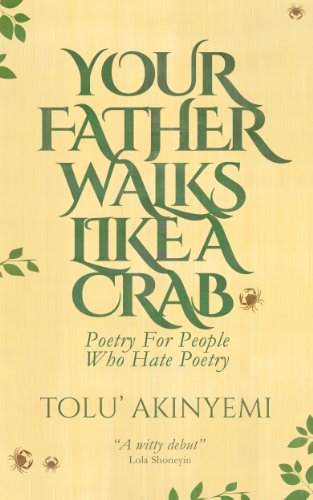 YOUR
FATHER
WALKS
LIKE A
CRAB
Poetry For People
Who Hate Poetry
TOLU' AKINYEMI
“A witty debut”
Lola Shoneyin